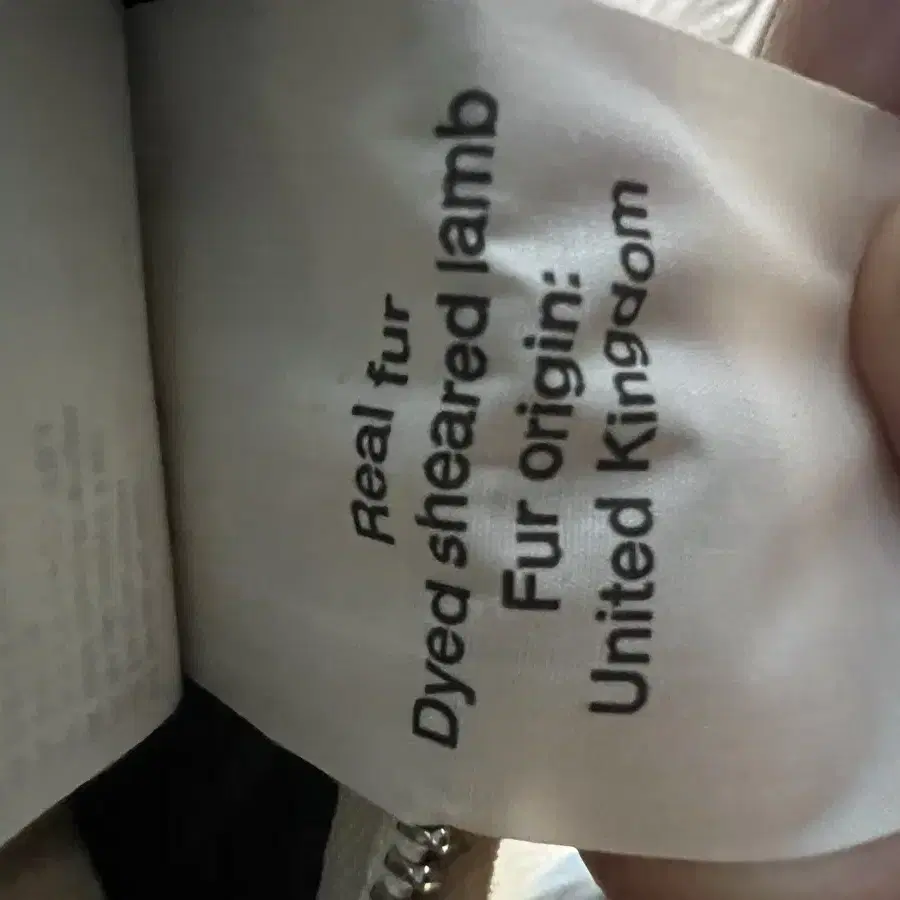 Real fur
Dyed sheared lamb
Fur origin:
United Kingdom